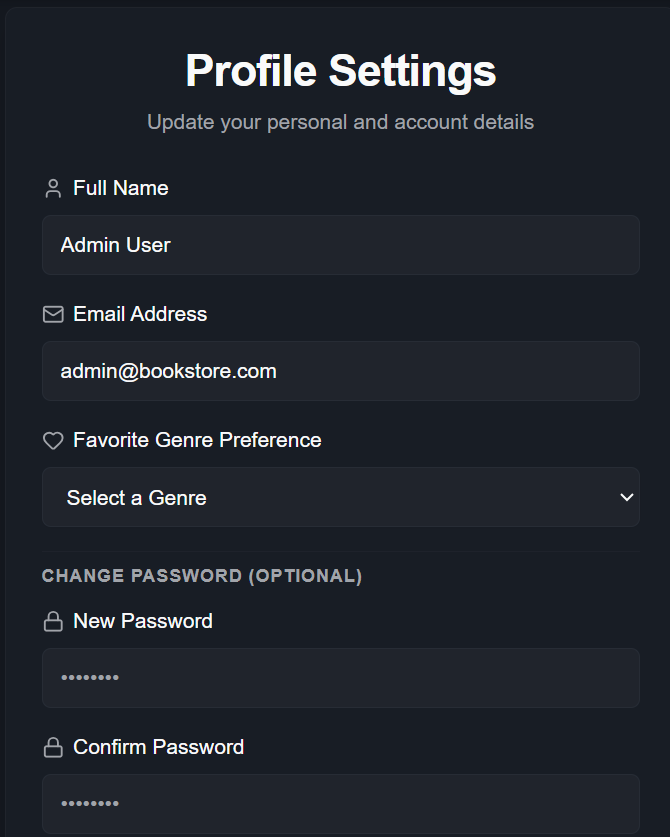 Profile Settings
Update your personal and account details
Full Name
Admin User
Email Address
admin@bookstore.com
Favorite Genre Preference
Select a Genre
CHANGE PASSWORD (OPTIONAL)
New Password
••••••••
Confirm Password
••••••••